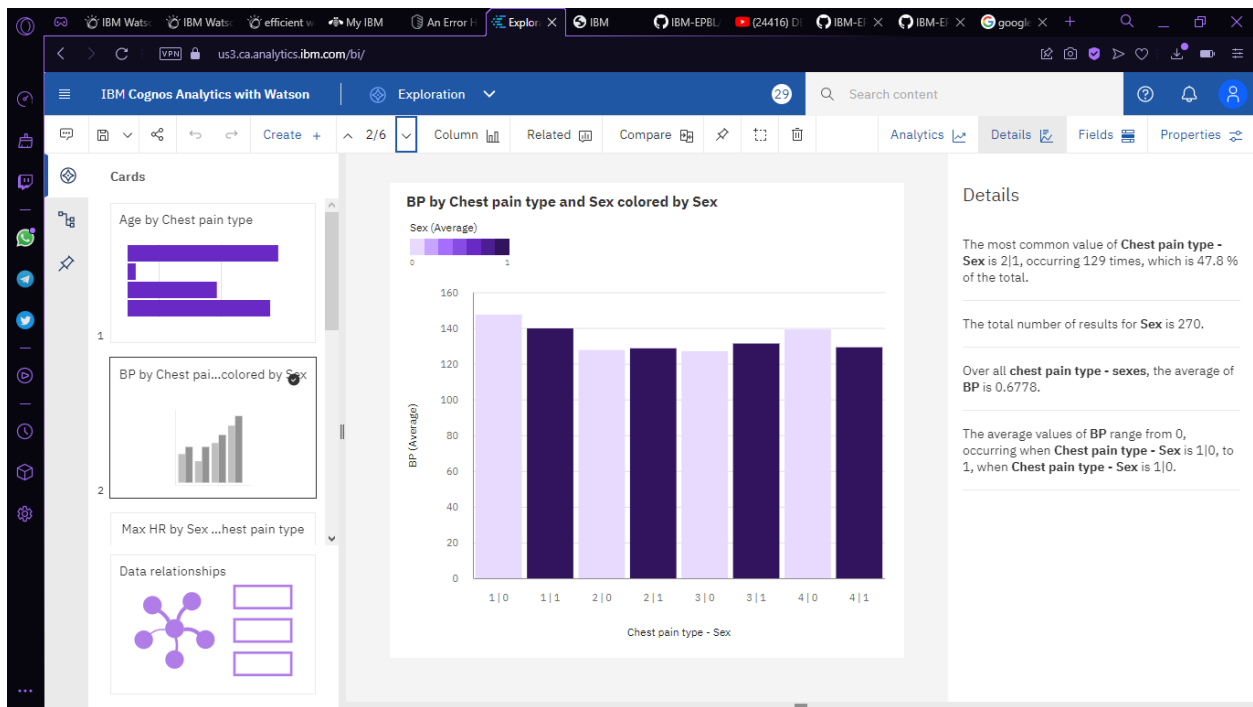 IBM Wats
IBM Wats
efficient w
My IBM
An Error H
Explor
IBM
IBM-EPBL/
(24416) D
IBM-EF
IBM-EF
google
VPN
us3.ca.analytics.ibm.com/bi/
IBM Cognos Analytics with Watson
Exploration
29
Search content
Create +
2/6
Column
Related
Compare
Analytics
Details
Fields
Properties
Cards
Age by Chest pain type
1
BP by Chest pai...colored by Sex
2
Max HR by Sex ...hest pain type
Data relationships
BP by Chest pain type and Sex colored by Sex
Sex (Average)
0 1
BP (Average)
160
140
120
100
80
60
40
20
0
1|0 1|1 2|0 2|1 3|0 3|1 4|0 4|1
Chest pain type - Sex
Details
The most common value of Chest pain type -
Sex is 2|1, occurring 129 times, which is 47.8 %
of the total.
The total number of results for Sex is 270.
Over all chest pain type - sexes, the average of
BP is 0.6778.
The average values of BP range from 0,
occurring when Chest pain type - Sex is 1|0, to
1, when Chest pain type - Sex is 1|0.